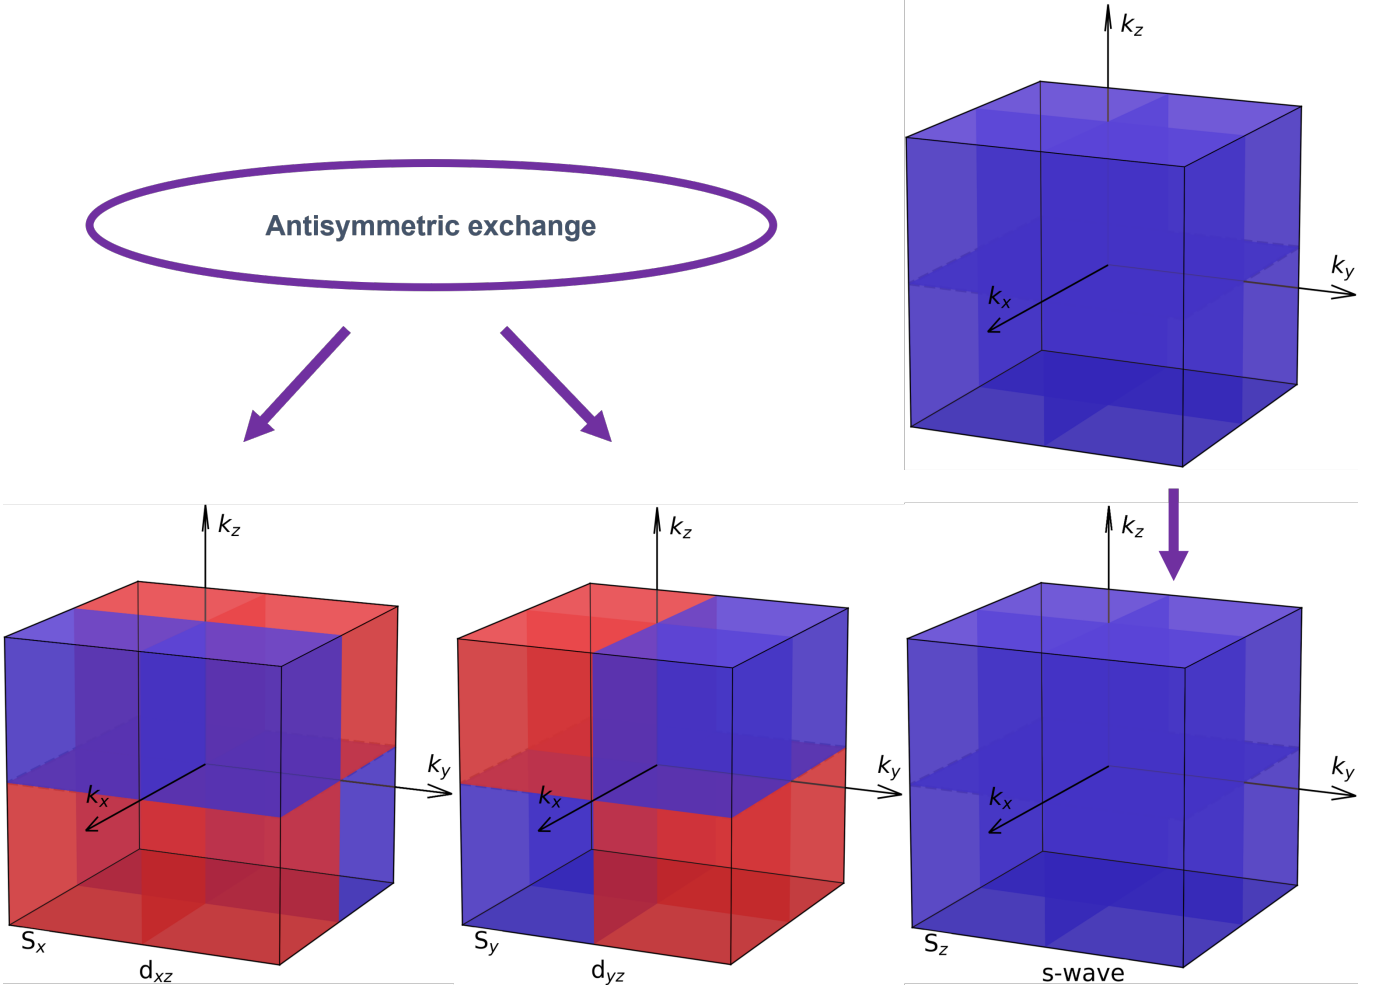 k_z
Antisymmetric exchange
k_y
k_x
k_z
k_z
k_z
k_y
k_y
k_y
k_x
k_x
k_x
S_x
S_y
S_z
d_xz
d_yz
s-wave